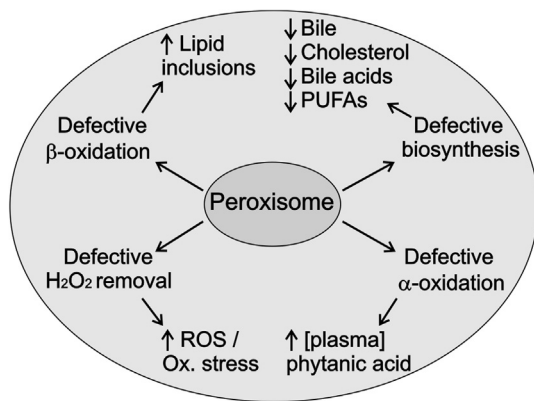 ↑ Lipid
inclusions
↓ Bile
↓ Cholesterol
↓ Bile acids
↓ PUFAs
Defective
β-oxidation
Defective
biosynthesis
Peroxisome
Defective
H₂O₂ removal
Defective
α-oxidation
↑ ROS /
Ox. stress
↑ [plasma]
phytanic acid